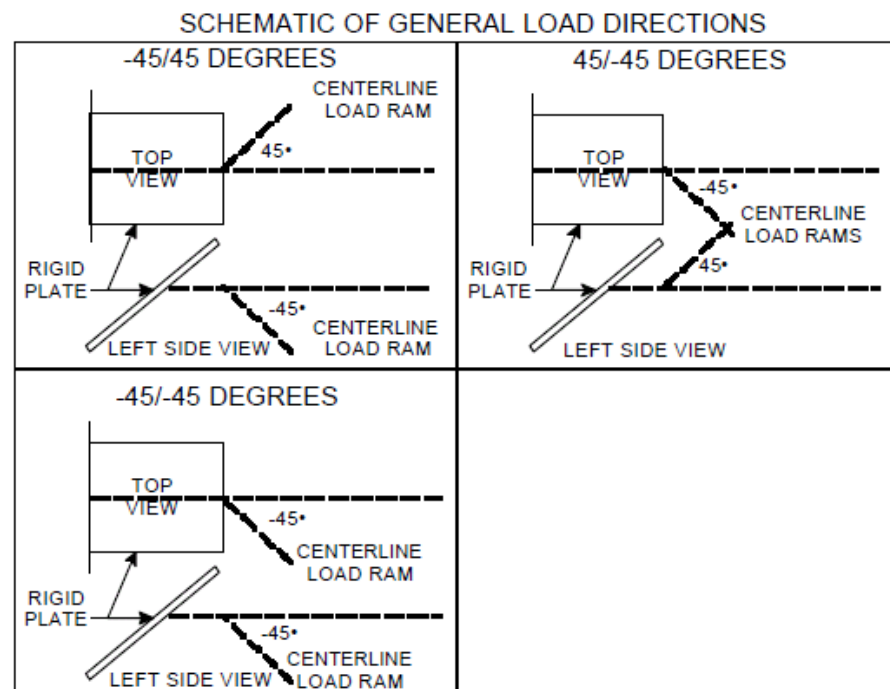 SCHEMATIC OF GENERAL LOAD DIRECTIONS
-45/45 DEGREES
CENTERLINE
LOAD RAM
45•
TOP
VIEW
RIGID
PLATE
-45•
CENTERLINE
LOAD RAM
LEFT SIDE VIEW
45/-45 DEGREES
TOP
VIEW
-45•
CENTERLINE
LOAD RAMS
45•
RIGID
PLATE
LEFT SIDE VIEW
-45/-45 DEGREES
TOP
VIEW
-45•
CENTERLINE
LOAD RAM
RIGID
PLATE
-45•
CENTERLINE
LOAD RAM
LEFT SIDE VIEW